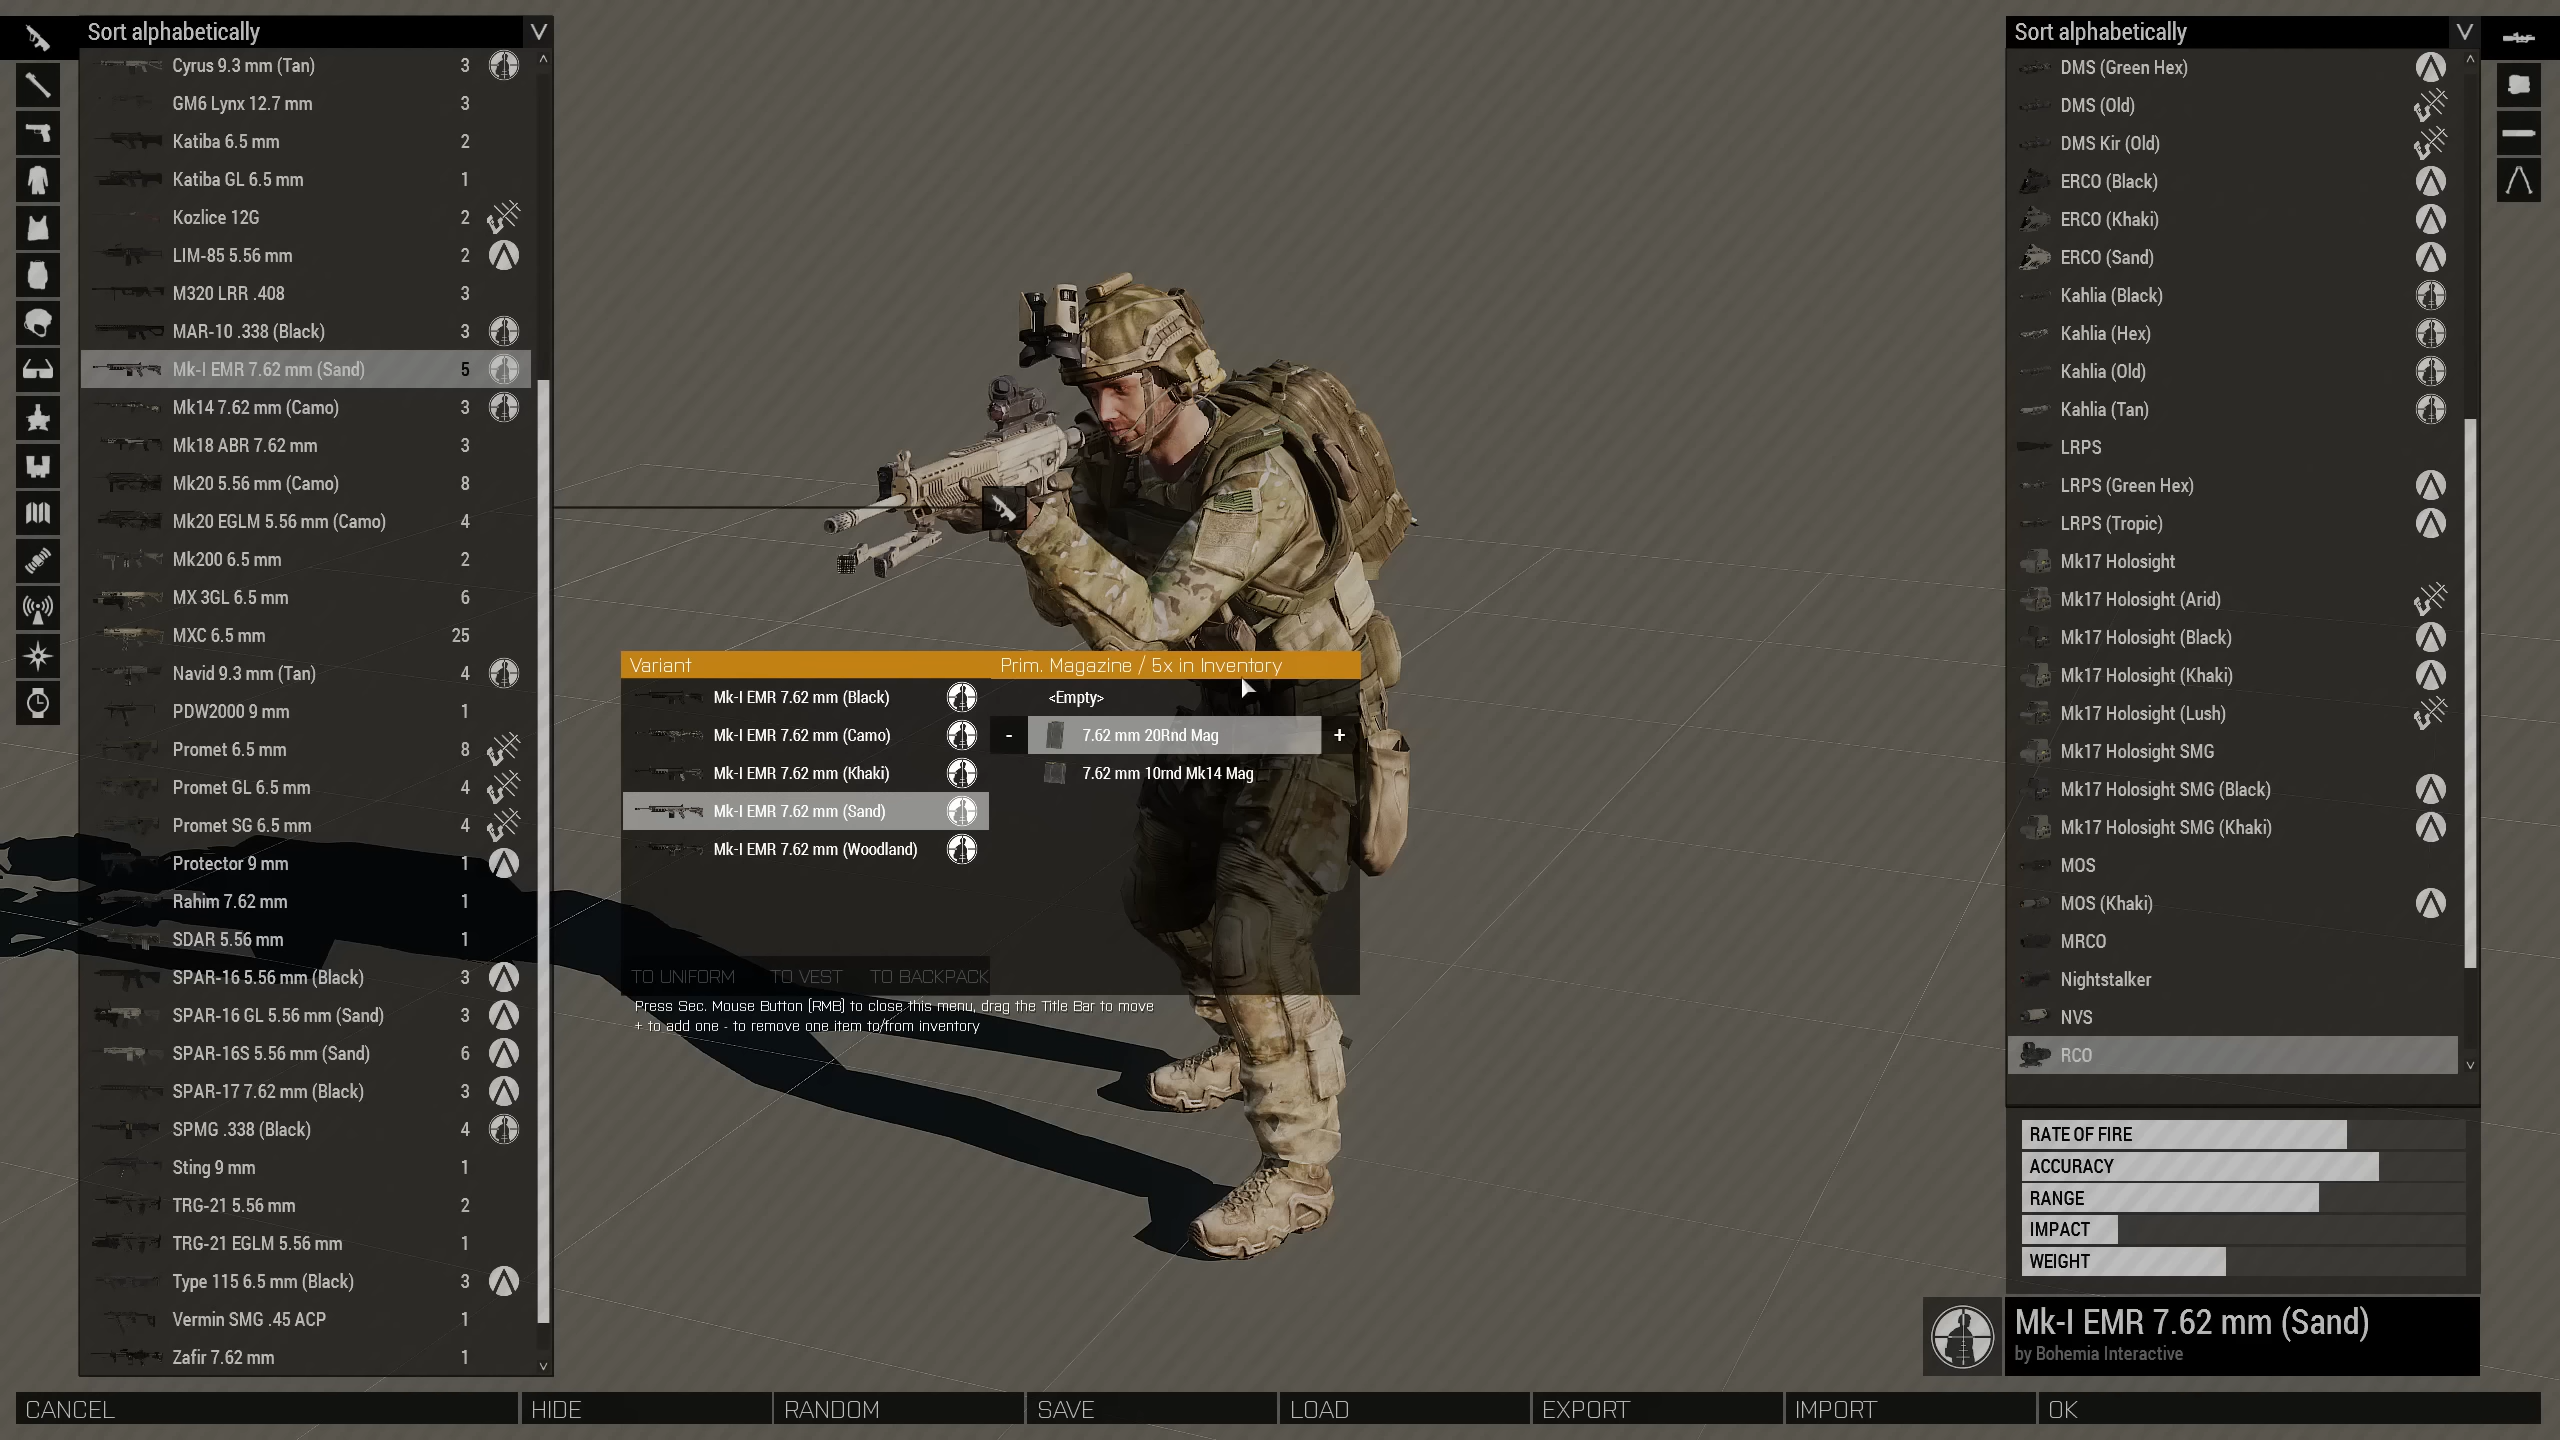 Sort alphabetically
V
Cyrus 9.3 mm (Tan) 3
GM6 Lynx 12.7 mm 3
Katiba 6.5 mm 2
Katiba GL 6.5 mm 1
Kozlice 12G 2
LIM-85 5.56 mm 2
M320 LRR .408 3
MAR-10 .338 (Black) 3
Mk-I EMR 7.62 mm (Sand) 5
Mk14 7.62 mm (Camo) 3
Mk18 ABR 7.62 mm 3
Mk20 5.56 mm (Camo) 8
Mk20 EGLM 5.56 mm (Camo) 4
Mk200 6.5 mm 2
MX 3GL 6.5 mm 6
MXC 6.5 mm 25
Navid 9.3 mm (Tan) 4
PDW2000 9 mm 1
Promet 6.5 mm 8
Promet GL 6.5 mm 4
Promet SG 6.5 mm 4
Protector 9 mm 1
Rahim 7.62 mm 1
SDAR 5.56 mm 1
SPAR-16 5.56 mm (Black) 3
SPAR-16 GL 5.56 mm (Sand) 3
SPAR-16S 5.56 mm (Sand) 6
SPAR-17 7.62 mm (Black) 3
SPMG .338 (Black) 4
Sting 9 mm 1
TRG-21 5.56 mm 2
TRG-21 EGLM 5.56 mm 1
Type 115 6.5 mm (Black) 3
Vermin SMG .45 ACP 1
Zafir 7.62 mm 1
Variant
Mk-I EMR 7.62 mm (Black)
Mk-I EMR 7.62 mm (Camo)
Mk-I EMR 7.62 mm (Khaki)
Mk-I EMR 7.62 mm (Sand)
Mk-I EMR 7.62 mm (Woodland)
Prim. Magazine / 5x in Inventory
<Empty>
- 7.62 mm 20Rnd Mag +
7.62 mm 10rnd Mk14 Mag
TO UNIFORM TO VEST TO BACKPACK
Press Sec. Mouse Button (RMB) to close this menu, drag the Title Bar to move
+ to add one - to remove one item to/from inventory
Sort alphabetically
V
DMS (Green Hex)
DMS (Old)
DMS Kir (Old)
ERCO (Black)
ERCO (Khaki)
ERCO (Sand)
Kahlia (Black)
Kahlia (Hex)
Kahlia (Old)
Kahlia (Tan)
LRPS
LRPS (Green Hex)
LRPS (Tropic)
Mk17 Holosight
Mk17 Holosight (Arid)
Mk17 Holosight (Black)
Mk17 Holosight (Khaki)
Mk17 Holosight (Lush)
Mk17 Holosight SMG
Mk17 Holosight SMG (Black)
Mk17 Holosight SMG (Khaki)
MOS
MOS (Khaki)
MRCO
Nightstalker
NVS
RCO
RATE OF FIRE
ACCURACY
RANGE
IMPACT
WEIGHT
Mk-I EMR 7.62 mm (Sand)
by Bohemia Interactive
CANCEL HIDE RANDOM SAVE LOAD EXPORT IMPORT OK